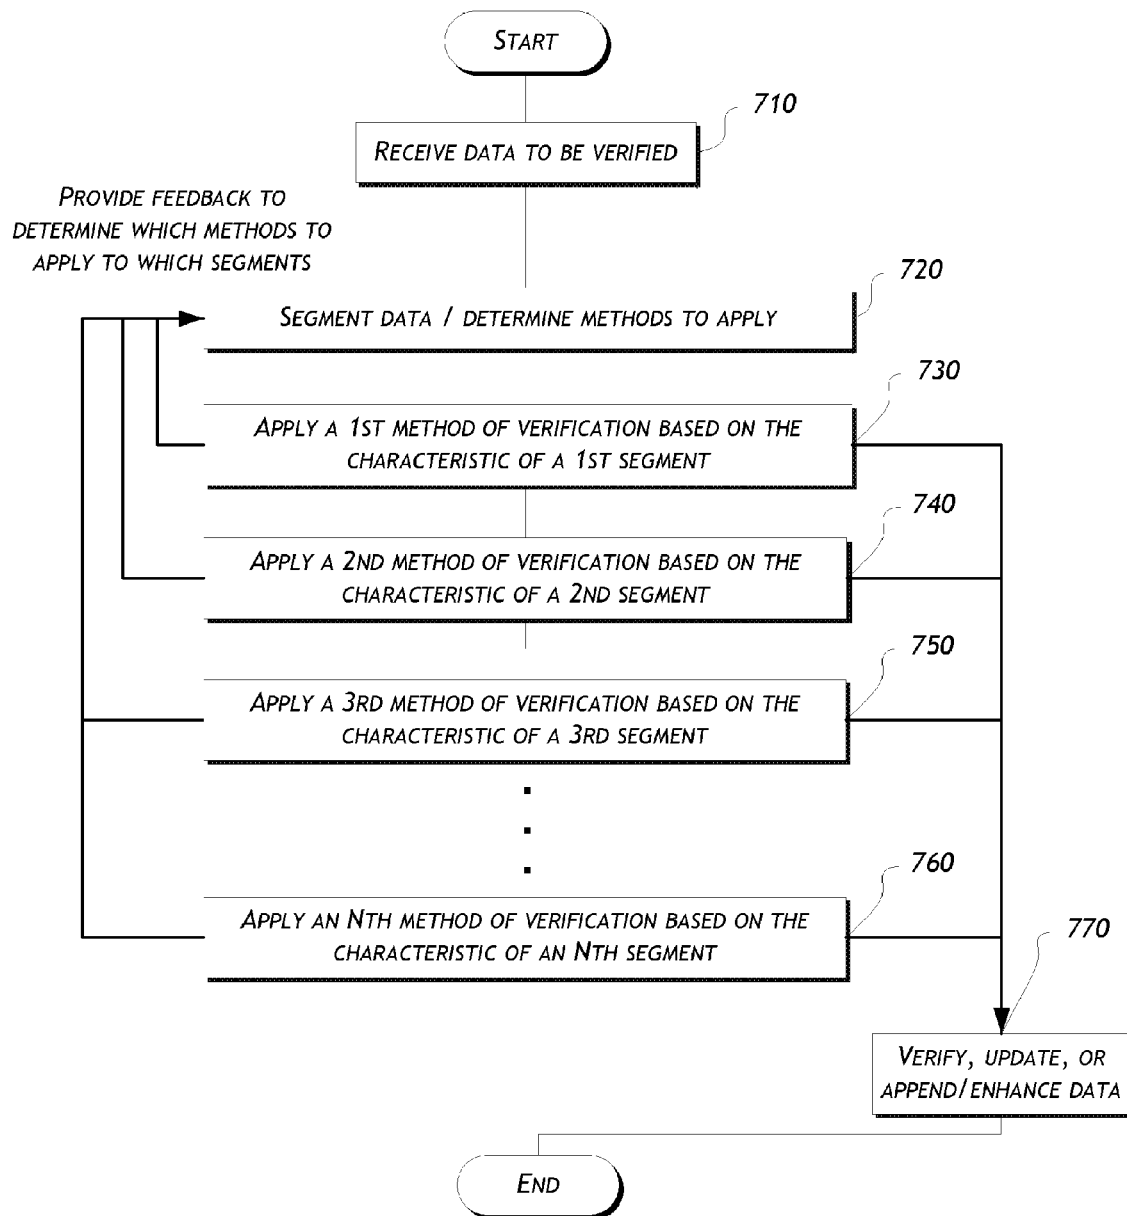 START
710
RECEIVE DATA TO BE VERIFIED
PROVIDE FEEDBACK TO
DETERMINE WHICH METHODS TO
APPLY TO WHICH SEGMENTS
720
SEGMENT DATA / DETERMINE METHODS TO APPLY
730
APPLY A 1ST METHOD OF VERIFICATION BASED ON THE
CHARACTERISTIC OF A 1ST SEGMENT
740
APPLY A 2ND METHOD OF VERIFICATION BASED ON THE
CHARACTERISTIC OF A 2ND SEGMENT
750
APPLY A 3RD METHOD OF VERIFICATION BASED ON THE
CHARACTERISTIC OF A 3RD SEGMENT
760
APPLY AN NTH METHOD OF VERIFICATION BASED ON THE
CHARACTERISTIC OF AN NTH SEGMENT
770
VERIFY, UPDATE, OR
APPEND/ENHANCE DATA
END